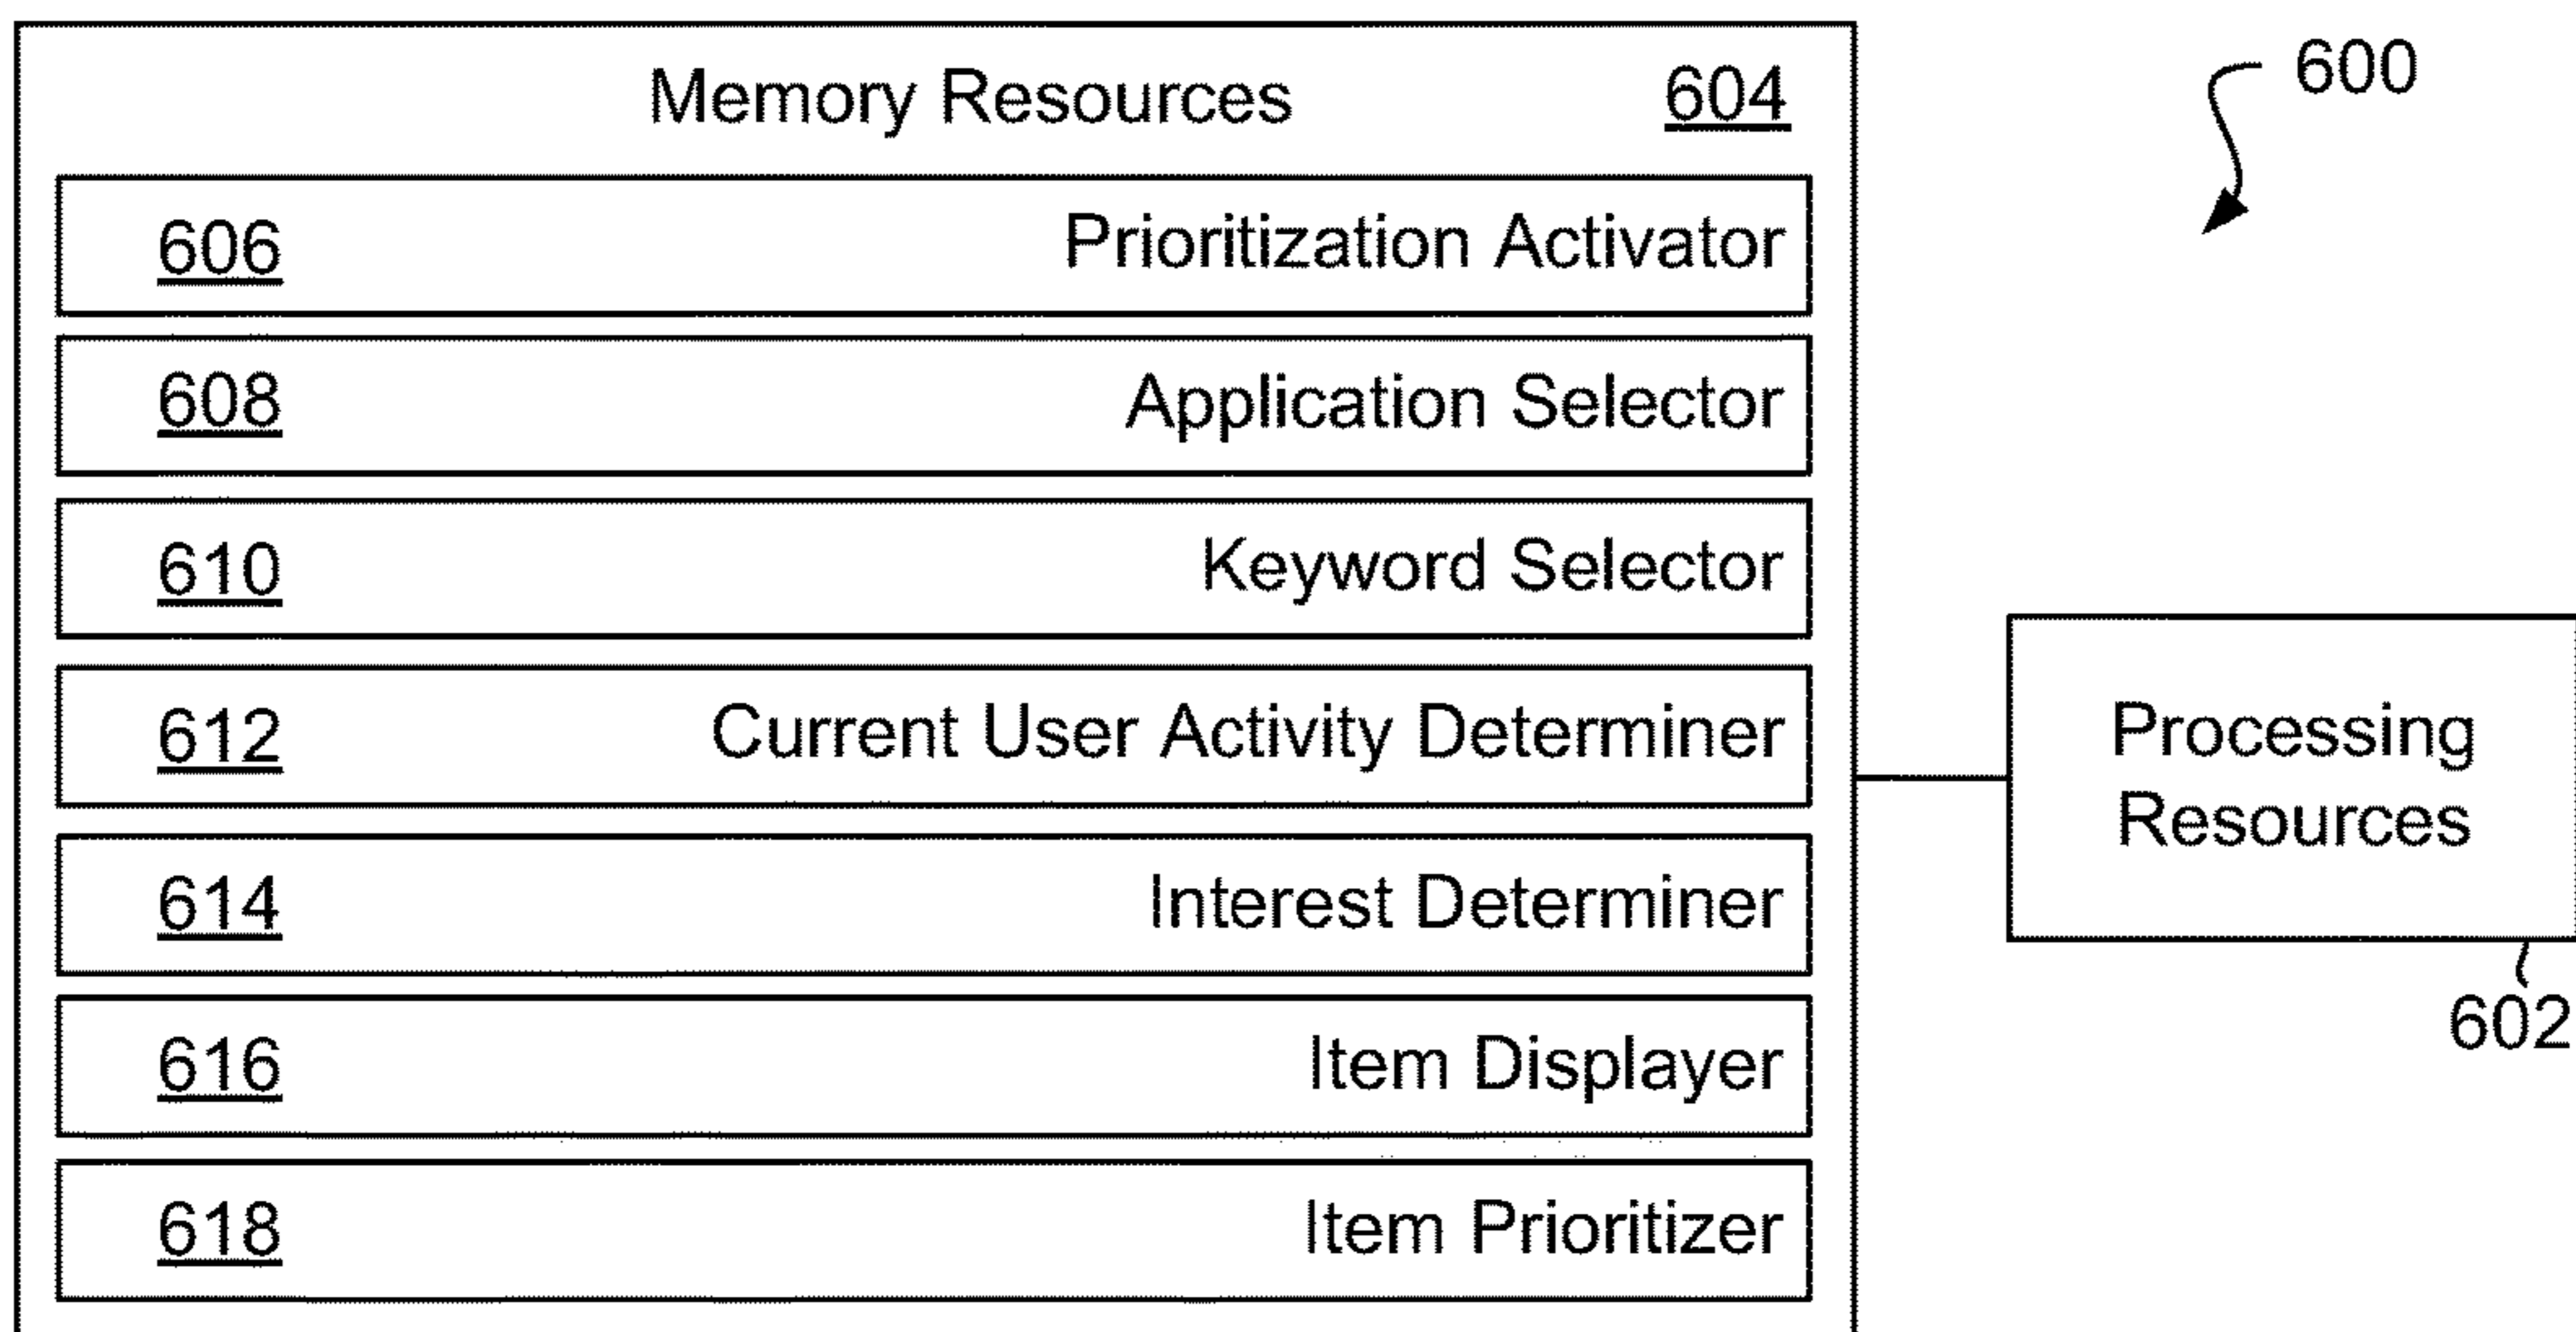 Memory Resources 604
600
606 Prioritization Activator
608 Application Selector
610 Keyword Selector
612 Current User Activity Determiner
614 Interest Determiner
616 Item Displayer
618 Item Prioritizer
Processing
Resources
602